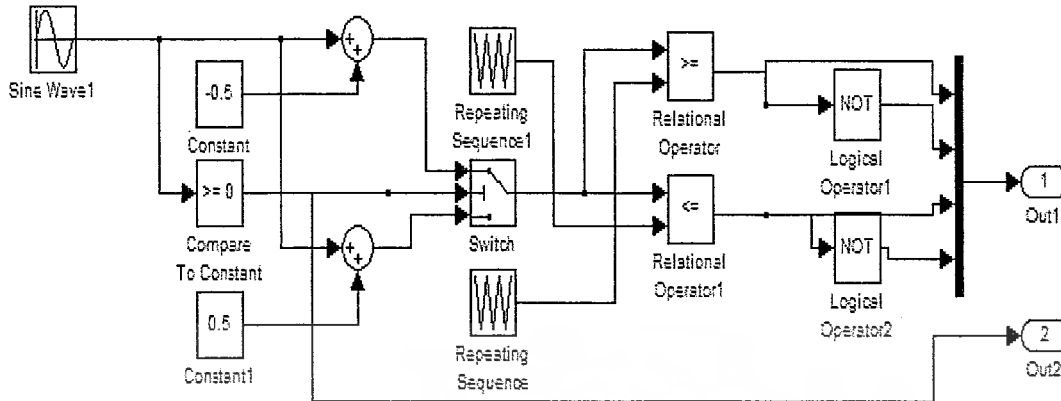 Sine Wave1
-0.5
Constant
>= 0
Compare
To Constant
0.5
Constant1
Repeating
Sequence1
Switch
Repeating
Sequence
>=
Relational
Operator
<=
Relational
Operator1
NOT
Logical
Operator1
NOT
Logical
Operator2
1
Out1
2
Out2